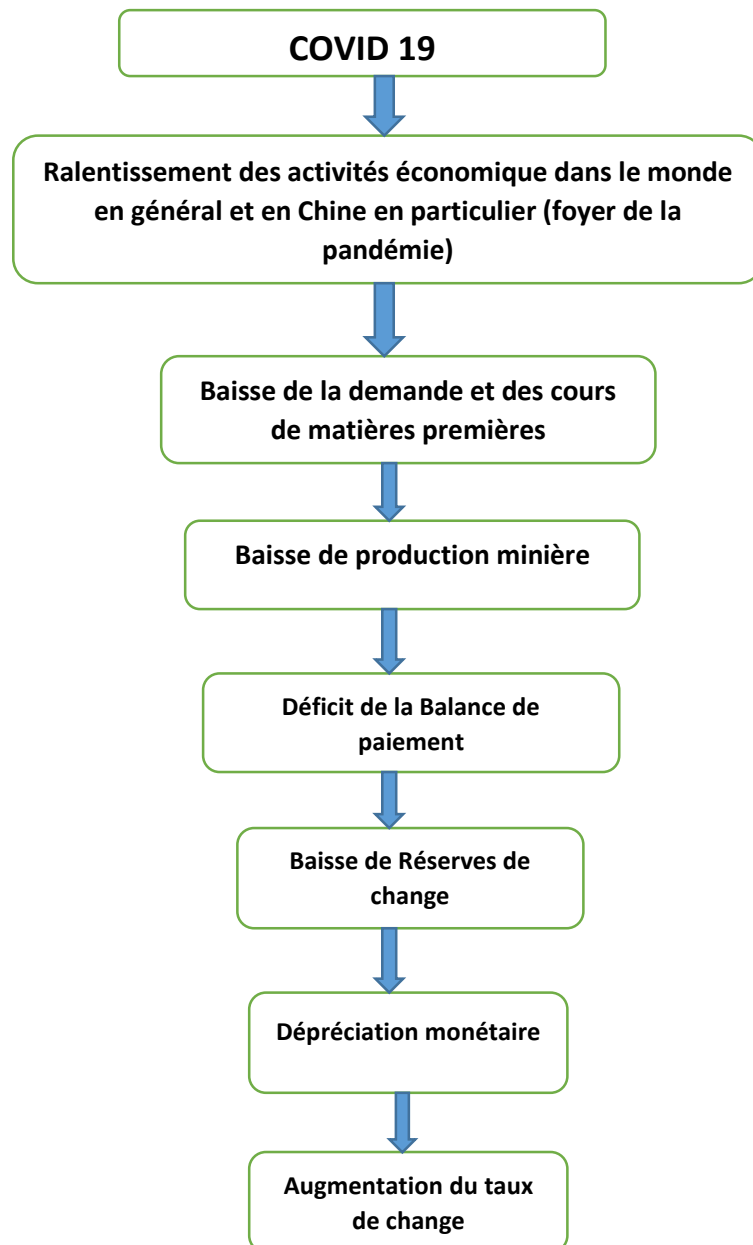 COVID 19
Ralentissement des activités économique dans le monde
en général et en Chine en particulier (foyer de la
pandémie)
Baisse de la demande et des cours
de matières premières
Baisse de production minière
Déficit de la Balance de
paiement
Baisse de Réserves de
change
Dépréciation monétaire
Augmentation du taux
de change